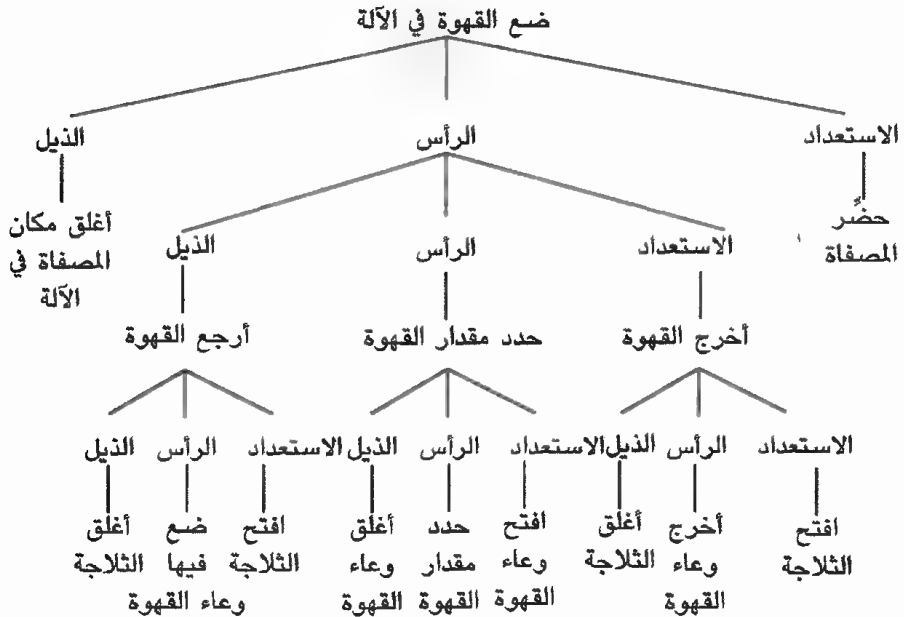 ضع القهوة في الآلة
الاستعداد الرأس الذيل
حضِّر
المصفاة
أغلق مكان
المصفاة في
الآلة
الاستعداد الرأس الذيل
أخرج القهوة حدد مقدار القهوة أرجع القهوة
الاستعداد الرأس الذيل الاستعداد الرأس الذيل الاستعداد الرأس الذيل
افتح
الثلاجة
أخرج
وعاء
القهوة
أغلق
الثلاجة
افتح
وعاء
القهوة
حدد
مقدار
القهوة
أغلق
وعاء
القهوة
افتح
الثلاجة
ضع
فيها
وعاء القهوة
أغلق
الثلاجة